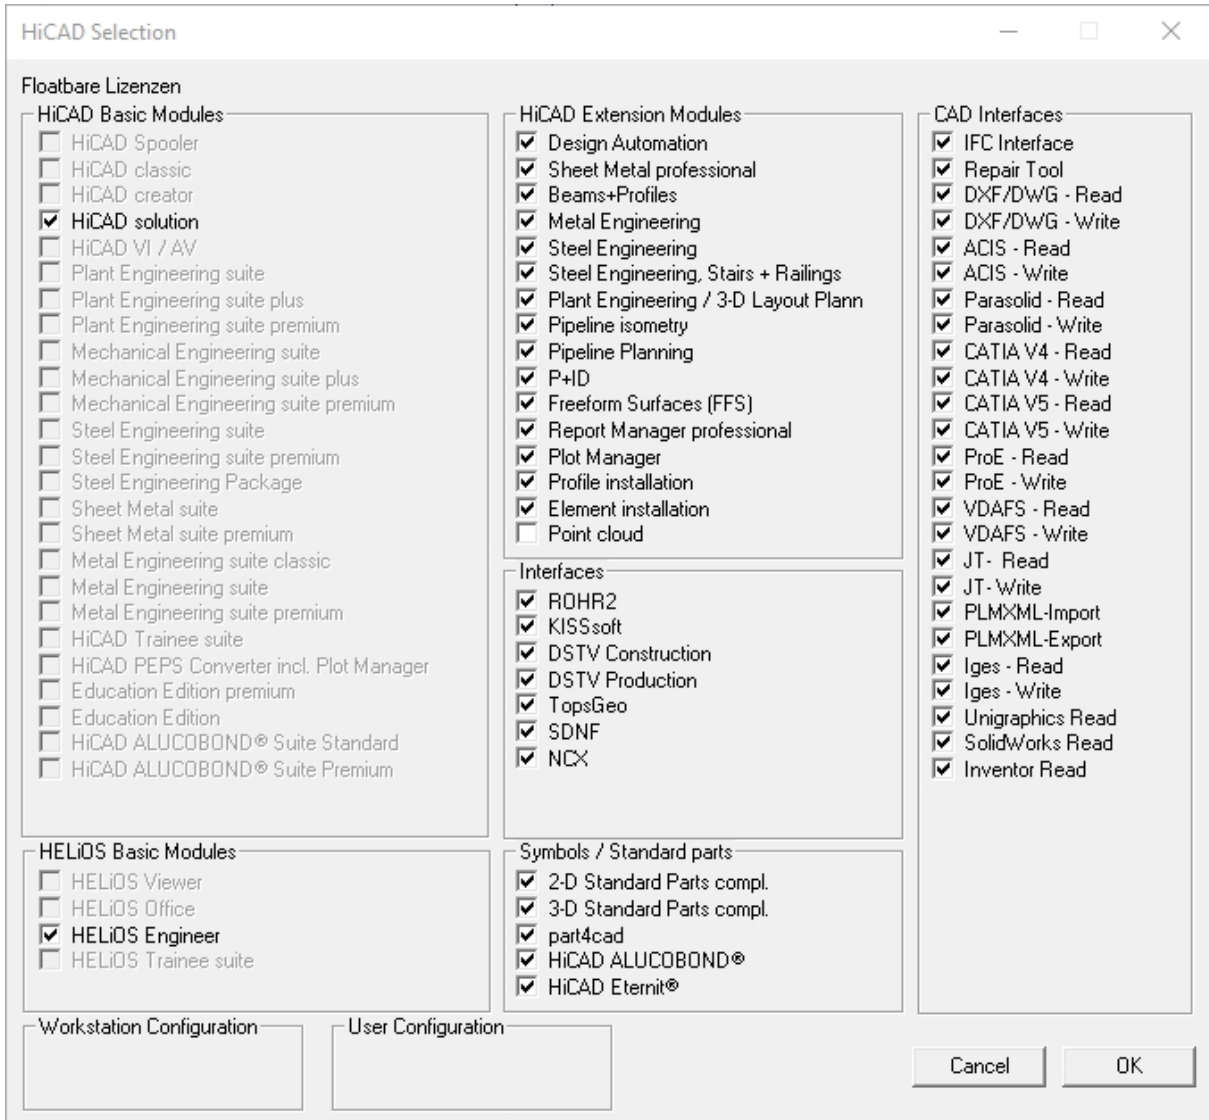 HiCAD Selection
Floatbare Lizenzen
HiCAD Basic Modules
HiCAD Spooler
HiCAD classic
HiCAD creator
HiCAD solution
HiCAD VI / AV
Plant Engineering suite
Plant Engineering suite plus
Plant Engineering suite premium
Mechanical Engineering suite
Mechanical Engineering suite plus
Mechanical Engineering suite premium
Steel Engineering suite
Steel Engineering suite premium
Steel Engineering Package
Sheet Metal suite
Sheet Metal suite premium
Metal Engineering suite classic
Metal Engineering suite
Metal Engineering suite premium
HiCAD Trainee suite
HiCAD PEPS Converter incl. Plot Manager
Education Edition premium
Education Edition
HiCAD ALUCOBOND® Suite Standard
HiCAD ALUCOBOND® Suite Premium
HELiOS Basic Modules
HELiOS Viewer
HELiOS Office
HELiOS Engineer
HELiOS Trainee suite
Workstation Configuration
User Configuration
HiCAD Extension Modules
Design Automation
Sheet Metal professional
Beams+Profiles
Metal Engineering
Steel Engineering
Steel Engineering, Stairs + Railings
Plant Engineering / 3-D Layout Plann
Pipeline isometry
Pipeline Planning
P+ID
Freeform Surfaces (FFS)
Report Manager professional
Plot Manager
Profile installation
Element installation
Point cloud
Interfaces
ROHR2
KISSsoft
DSTV Construction
DSTV Production
TopsGeo
SDNF
NCX
Symbols / Standard parts
2-D Standard Parts compl.
3-D Standard Parts compl.
part4cad
HiCAD ALUCOBOND®
HiCAD Eternit®
CAD Interfaces
IFC Interface
Repair Tool
DXF/DWG - Read
DXF/DWG - Write
ACIS - Read
ACIS - Write
Parasolid - Read
Parasolid - Write
CATIA V4 - Read
CATIA V4 - Write
CATIA V5 - Read
CATIA V5 - Write
ProE - Read
ProE - Write
VDAFS - Read
VDAFS - Write
JT- Read
JT- Write
PLMXML-Import
PLMXML-Export
Iges - Read
Iges - Write
Unigraphics Read
SolidWorks Read
Inventor Read
Cancel
OK